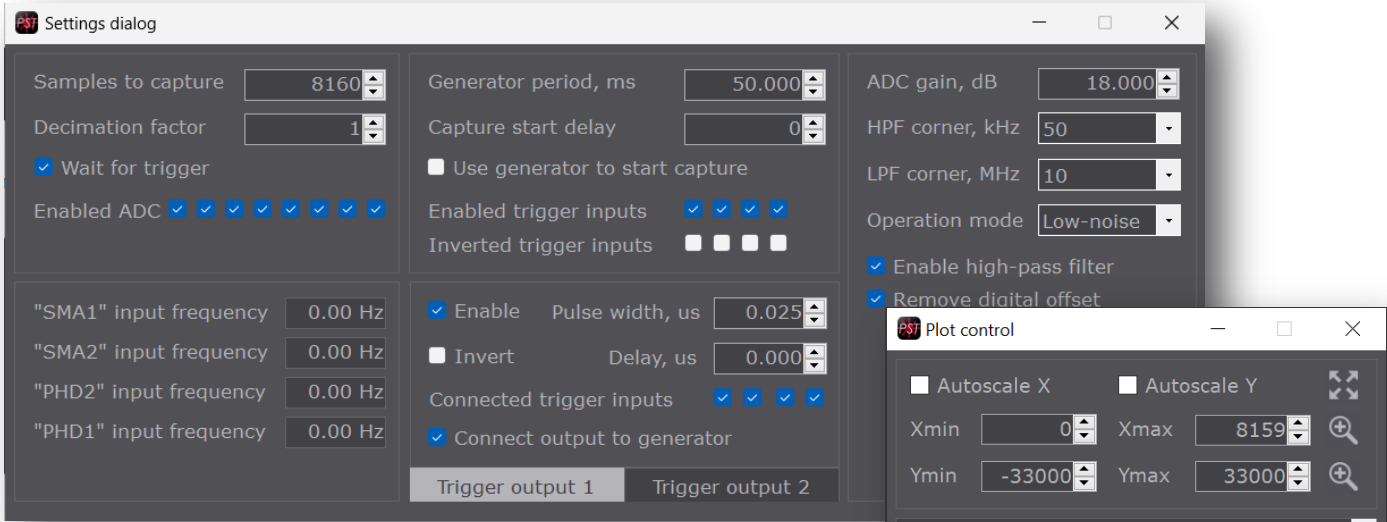 PST Settings dialog
Samples to capture 8160
Decimation factor 1
Wait for trigger
Enabled ADC
Generator period, ms 50.000
Capture start delay 0
Use generator to start capture
Enabled trigger inputs
Inverted trigger inputs
ADC gain, dB 18.000
HPF corner, kHz 50
LPF corner, MHz 10
Operation mode Low-noise
Enable high-pass filter
Remove digital offset
"SMA1" input frequency 0.00 Hz
"SMA2" input frequency 0.00 Hz
"PHD2" input frequency 0.00 Hz
"PHD1" input frequency 0.00 Hz
Enable Pulse width, us 0.025
Invert Delay, us 0.000
Connected trigger inputs
Connect output to generator
Trigger output 1 Trigger output 2
PST Plot control
Autoscale X Autoscale Y
Xmin 0 Xmax 8159
Ymin -33000 Ymax 33000